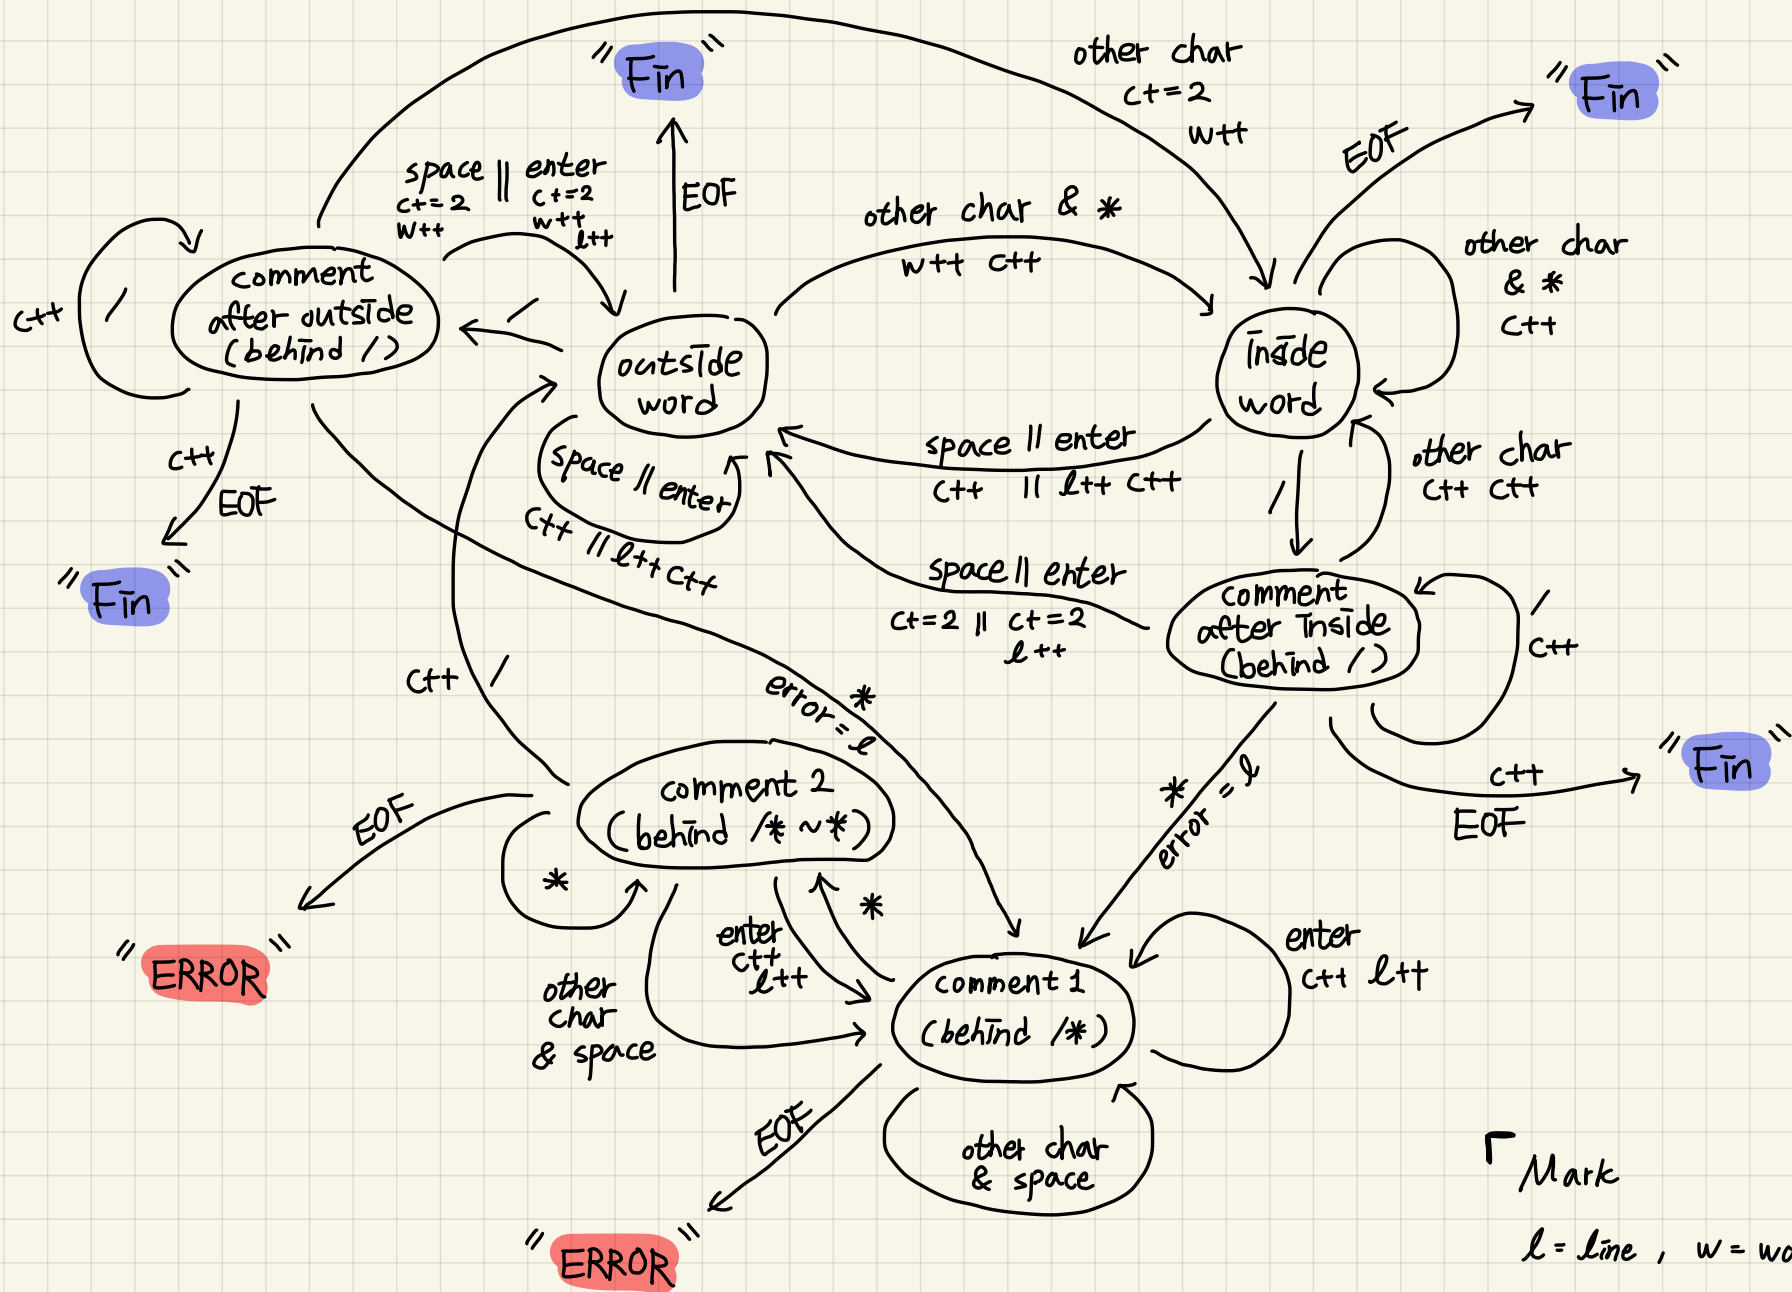 "Fin"
other char
c+=2
w++
"Fin"
EOF
space || enter
c+=2 c+=2
w++ w++
l++
EOF
other char & *
w++ c++
other char
& *
c++
c++ /
comment
after outside
(behind /)
/
outside
word
inside
word
c++
EOF
"Fin"
space || enter
c++ || l++ c++
space || enter
c++ || l++ c++
/
other char
c++ c++
space || enter
c+=2 || c+=2
l++
comment
after inside
(behind /)
/
c++
c++ /
*
error = l
*
error = l
c++
EOF
"Fin"
comment 2
(behind /* ~*)
EOF
"ERROR"
*
other
char
& space
enter
c++
l++
*
comment 1
(behind /*)
enter
c++ l++
other char
& space
EOF
"ERROR"
「Mark
l = line , w = wo